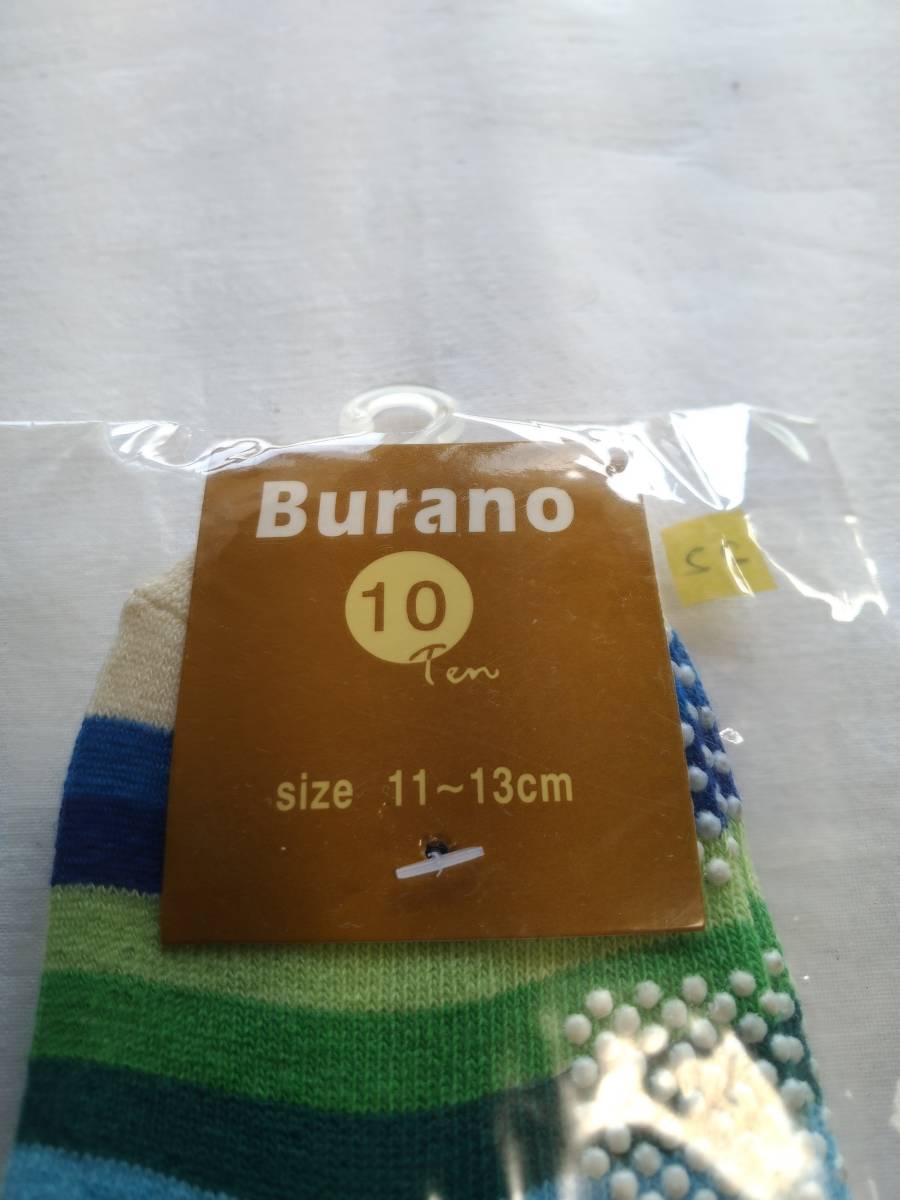 Burano
10
Ten
size 11~13cm